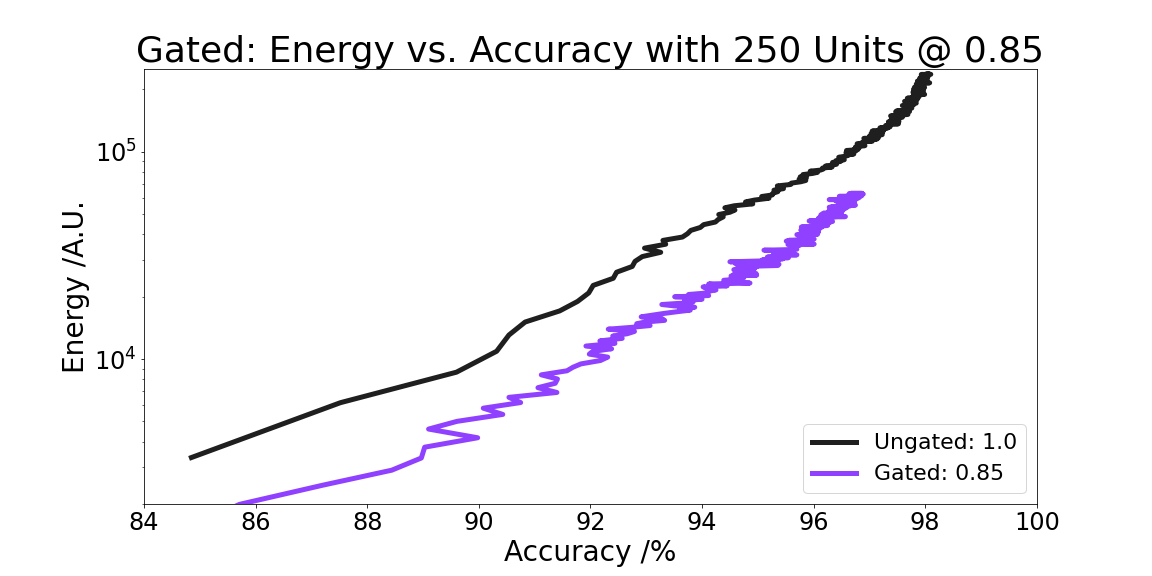 Gated: Energy vs. Accuracy with 250 Units @ 0.85
10^5
10^4
Energy /A.U.
Ungated: 1.0
Gated: 0.85
84 86 88 90 92 94 96 98 100
Accuracy /%